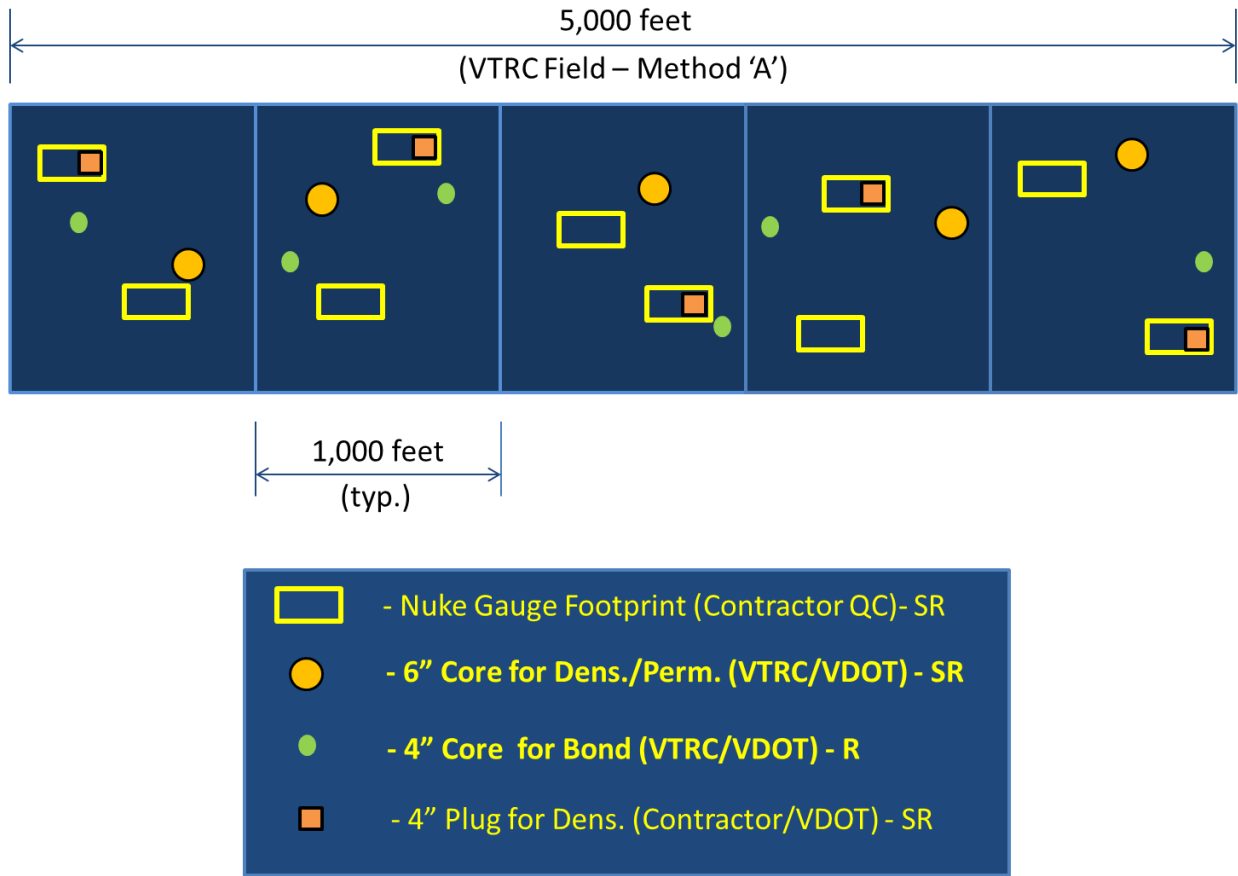 5,000 feet
(VTRC Field – Method ‘A’)
1,000 feet
(typ.)
- Nuke Gauge Footprint (Contractor QC)- SR
- 6” Core for Dens./Perm. (VTRC/VDOT) - SR
- 4” Core for Bond (VTRC/VDOT) - R
- 4” Plug for Dens. (Contractor/VDOT) - SR